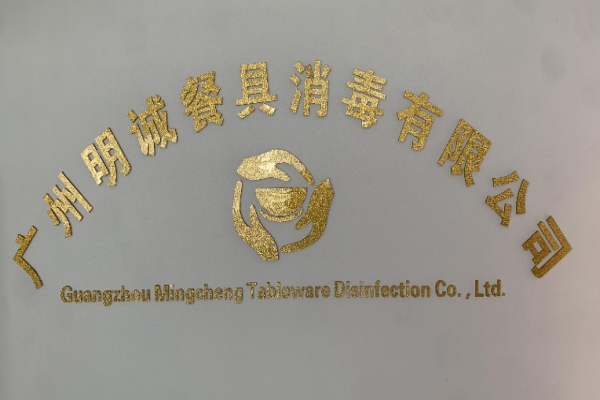 广州明诚餐具消毒有限公司
Guangzhou Mingcheng Tableware Disinfection Co. , Ltd.